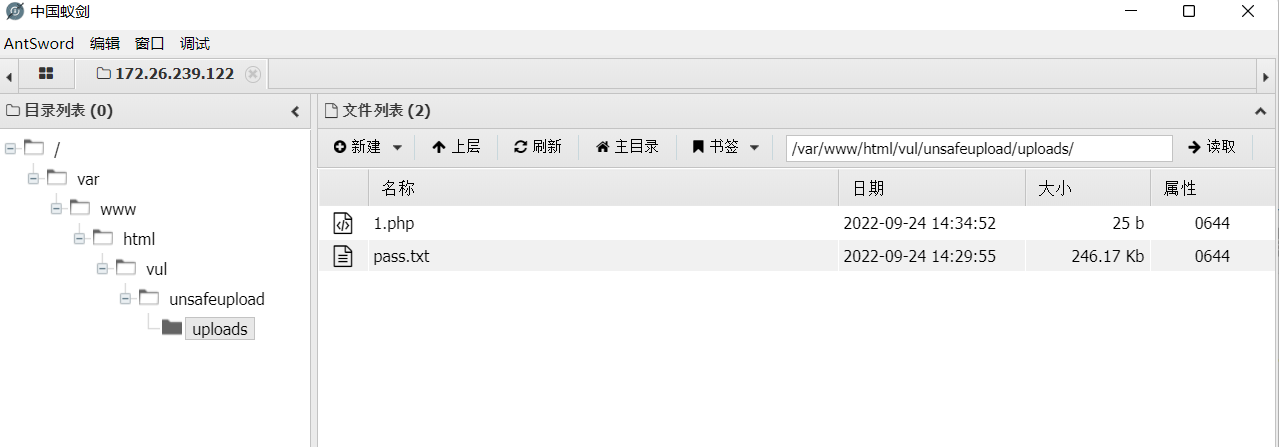 中国蚁剑
AntSword 编辑 窗口 调试
172.26.239.122
目录列表 (0)
/
var
www
html
vul
unsafeupload
uploads
文件列表 (2)
新建 上层 刷新 主目录 书签 /var/www/html/vul/unsafeupload/uploads/ 读取
名称 日期 大小 属性
1.php 2022-09-24 14:34:52 25 b 0644
pass.txt 2022-09-24 14:29:55 246.17 Kb 0644